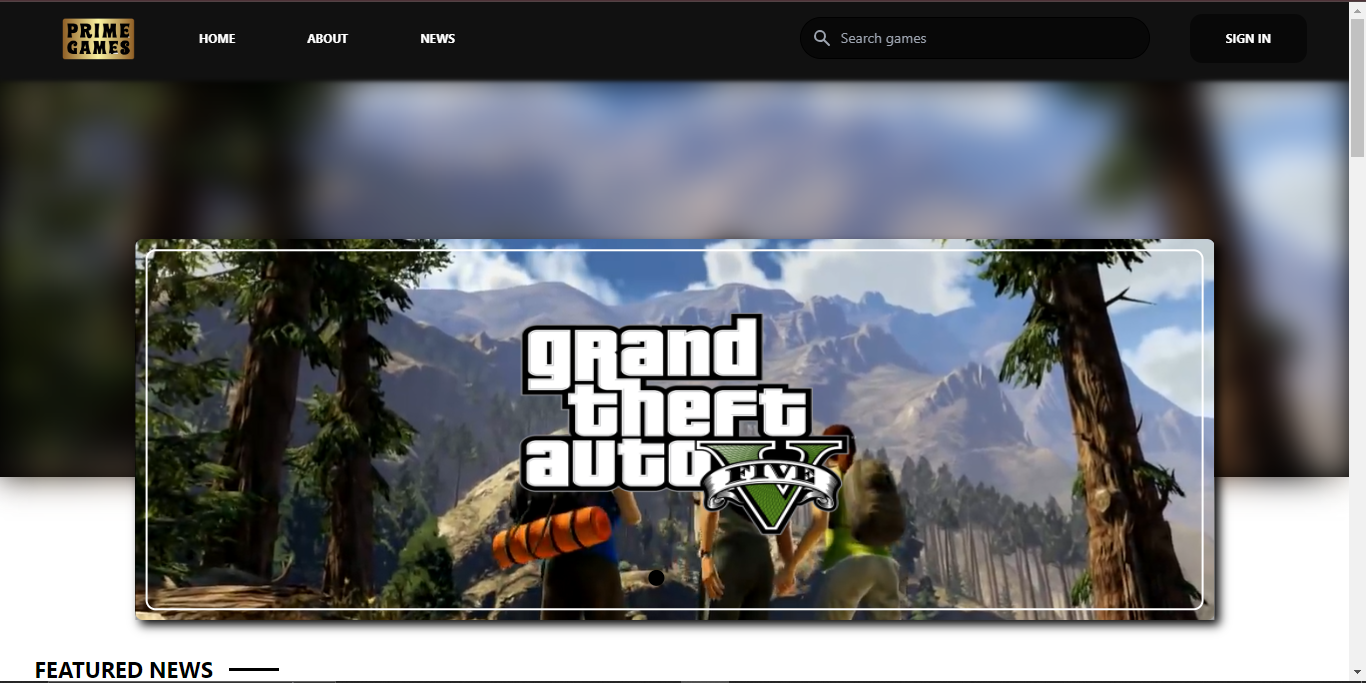 PRIME
GAMES
HOME
ABOUT
NEWS
Search games
SIGN IN
grand
theft
auto V
FIVE
FEATURED NEWS